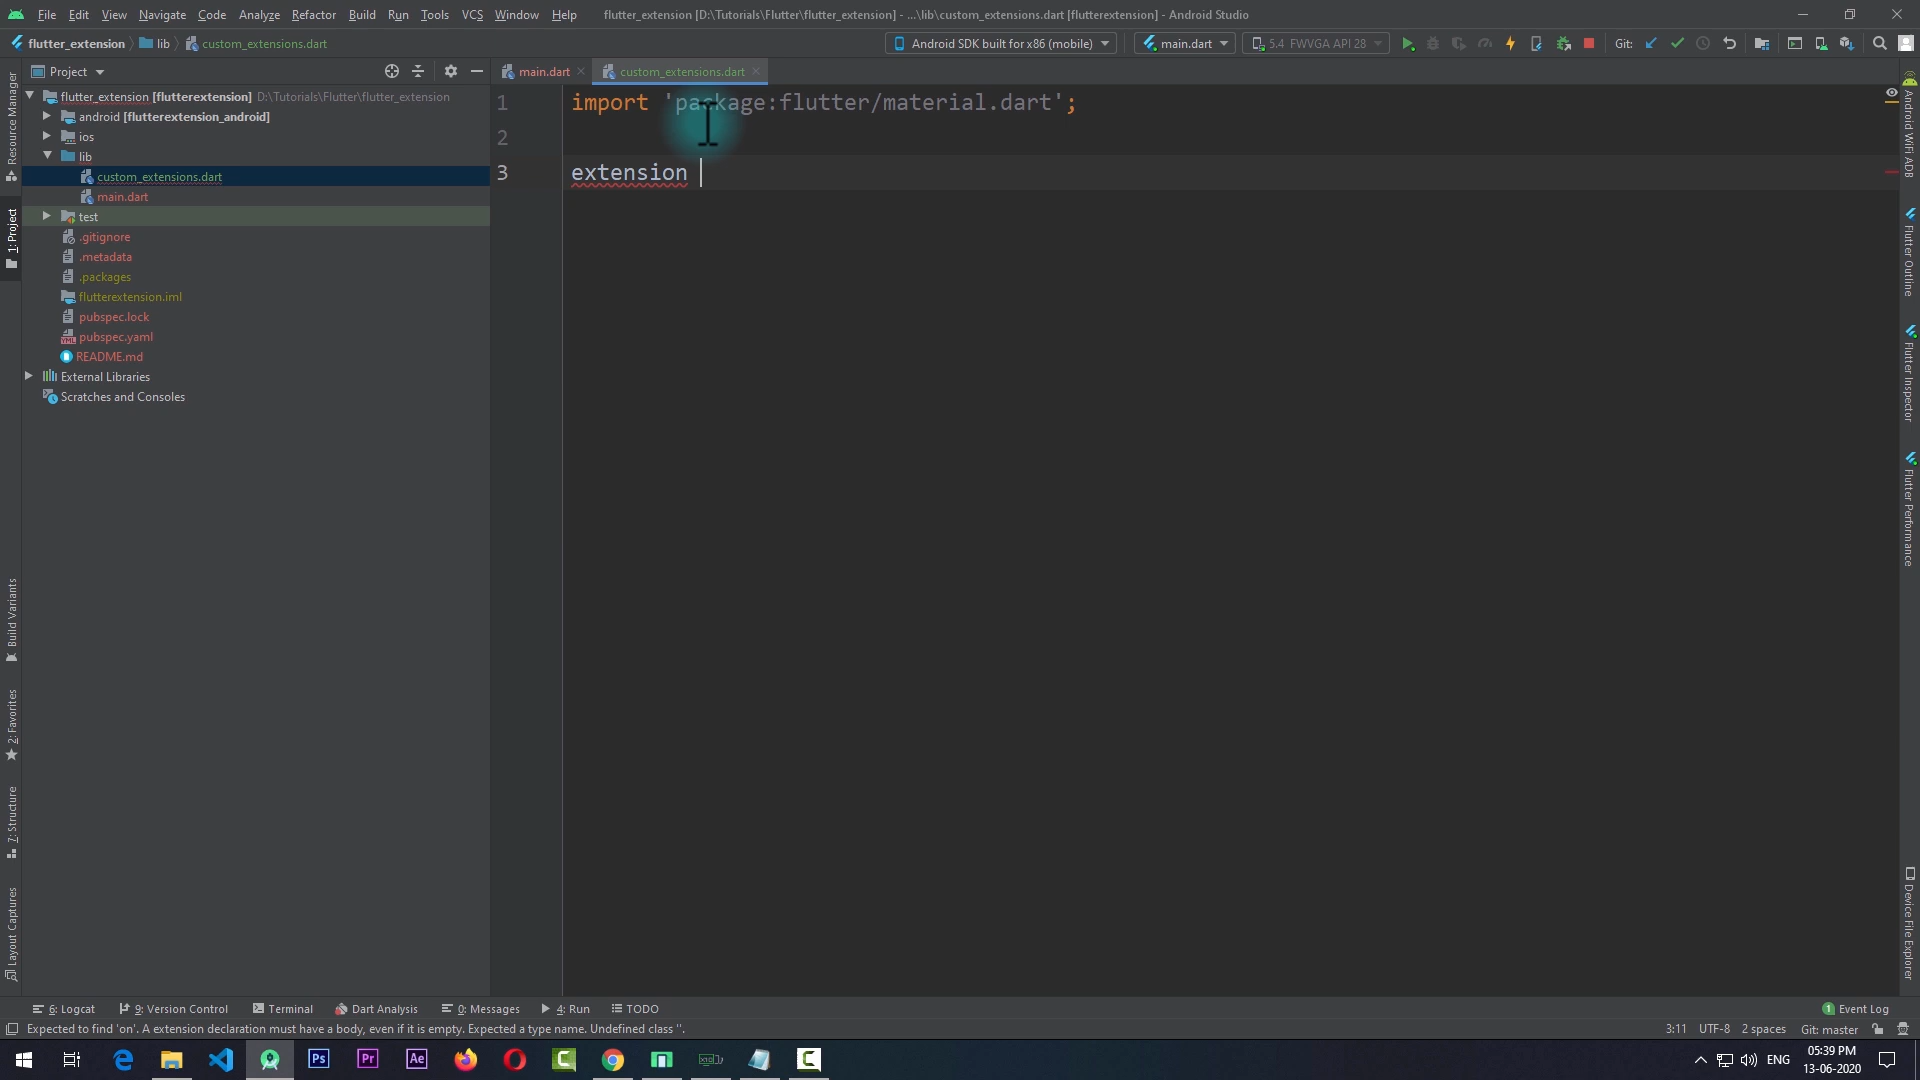 File Edit View Navigate Code Analyze Refactor Build Run Tools VCS Window Help flutter_extension [D:\Tutorials\Flutter\flutter_extension] - ...\lib\custom_extensions.dart [flutterextension] - Android Studio
flutter_extension lib custom_extensions.dart Android SDK built for x86 (mobile) main.dart 5.4 FWVGA API 28 Git:
Project main.dart custom_extensions.dart
flutter_extension [flutterextension] D:\Tutorials\Flutter\flutter_extension
android [flutterextension_android]
ios
lib
custom_extensions.dart
main.dart
test
.gitignore
.metadata
.packages
flutterextension.iml
pubspec.lock
pubspec.yaml
README.md
External Libraries
Scratches and Consoles
1 import 'package:flutter/material.dart';
2
3 extension
Resource Manager
1: Project
Build Variants
2: Favorites
7: Structure
Layout Captures
Android WiFi ADB
Flutter Outline
Flutter Inspector
Flutter Performance
Device File Explorer
6: Logcat 9: Version Control Terminal Dart Analysis 0: Messages 4: Run TODO 1 Event Log
Expected to find 'on'. A extension declaration must have a body, even if it is empty. Expected a type name. Undefined class ''. 3:11 UTF-8 2 spaces Git: master
Ps Pr Ae ENG 05:39 PM
13-06-2020